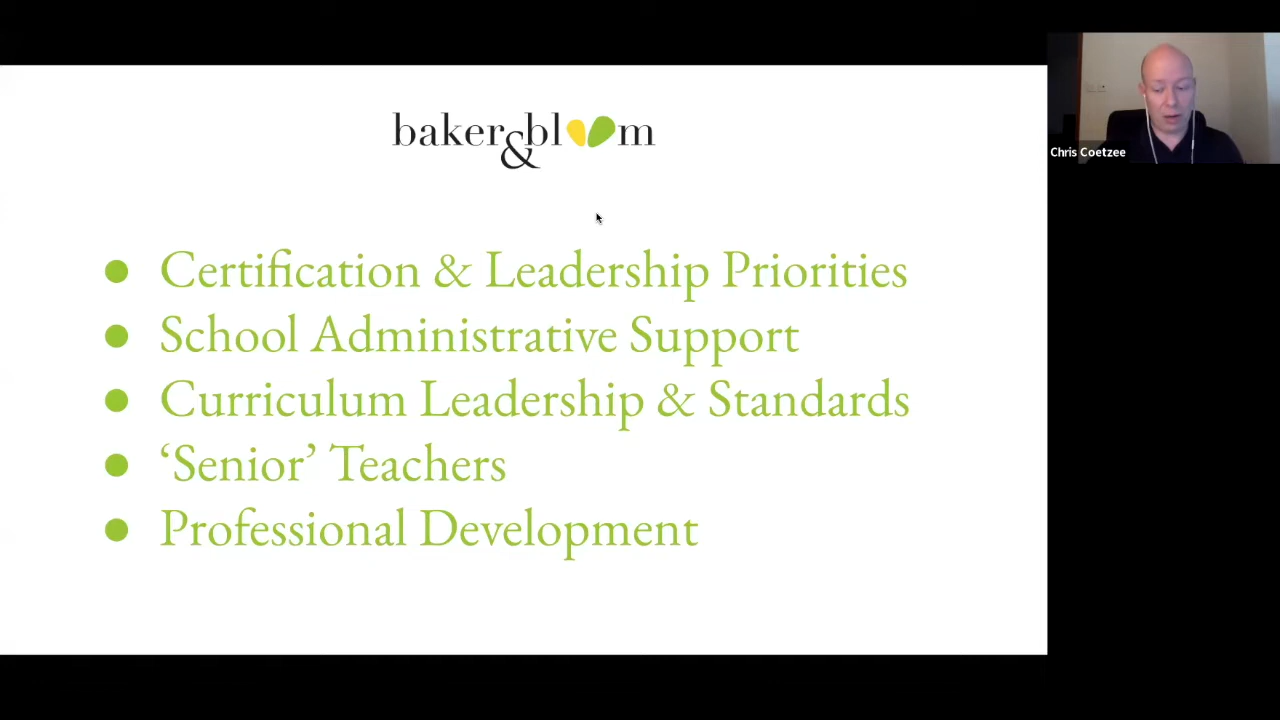 baker&bloom
● Certification & Leadership Priorities
● School Administrative Support
● Curriculum Leadership & Standards
● ‘Senior’ Teachers
● Professional Development
Chris Coetzee